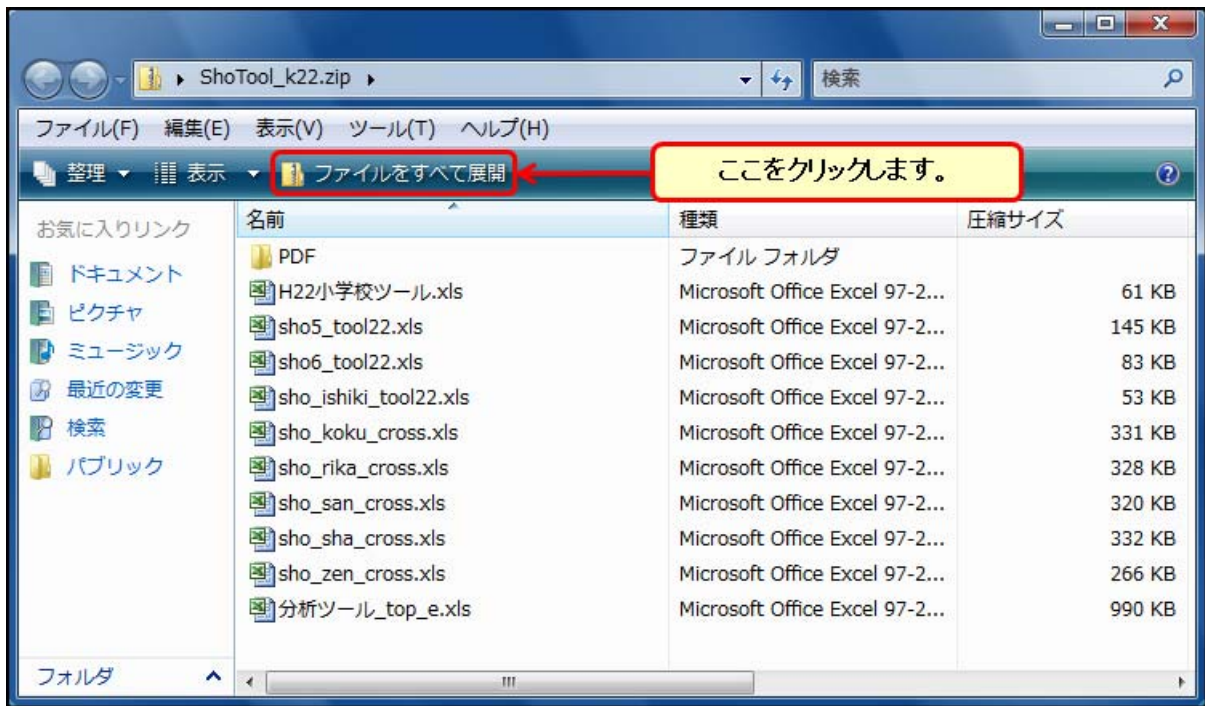 ShoTool_k22.zip
検索
ファイル(F) 編集(E) 表示(V) ツール(T) ヘルプ(H)
整理 表示 ファイルをすべて展開 ここをクリックします。
お気に入りリンク
ドキュメント
ピクチャ
ミュージック
最近の変更
検索
パブリック
フォルダ
名前 種類 圧縮サイズ
PDF ファイル フォルダ
H22小学校ツール.xls Microsoft Office Excel 97-2... 61 KB
sho5_tool22.xls Microsoft Office Excel 97-2... 145 KB
sho6_tool22.xls Microsoft Office Excel 97-2... 83 KB
sho_ishiki_tool22.xls Microsoft Office Excel 97-2... 53 KB
sho_koku_cross.xls Microsoft Office Excel 97-2... 331 KB
sho_rika_cross.xls Microsoft Office Excel 97-2... 328 KB
sho_san_cross.xls Microsoft Office Excel 97-2... 320 KB
sho_sha_cross.xls Microsoft Office Excel 97-2... 332 KB
sho_zen_cross.xls Microsoft Office Excel 97-2... 266 KB
分析ツール_top_e.xls Microsoft Office Excel 97-2... 990 KB